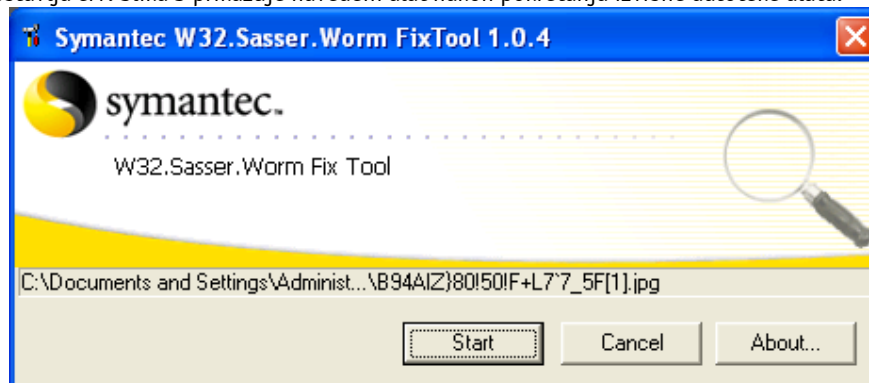 Symantec W32.Sasser.Worm FixTool 1.0.4
symantec.
W32.Sasser.Worm Fix Tool
C:\Documents and Settings\Administ...\B94AIZ}80!50!F+L7`7_5F[1].jpg
Start
Cancel
About...